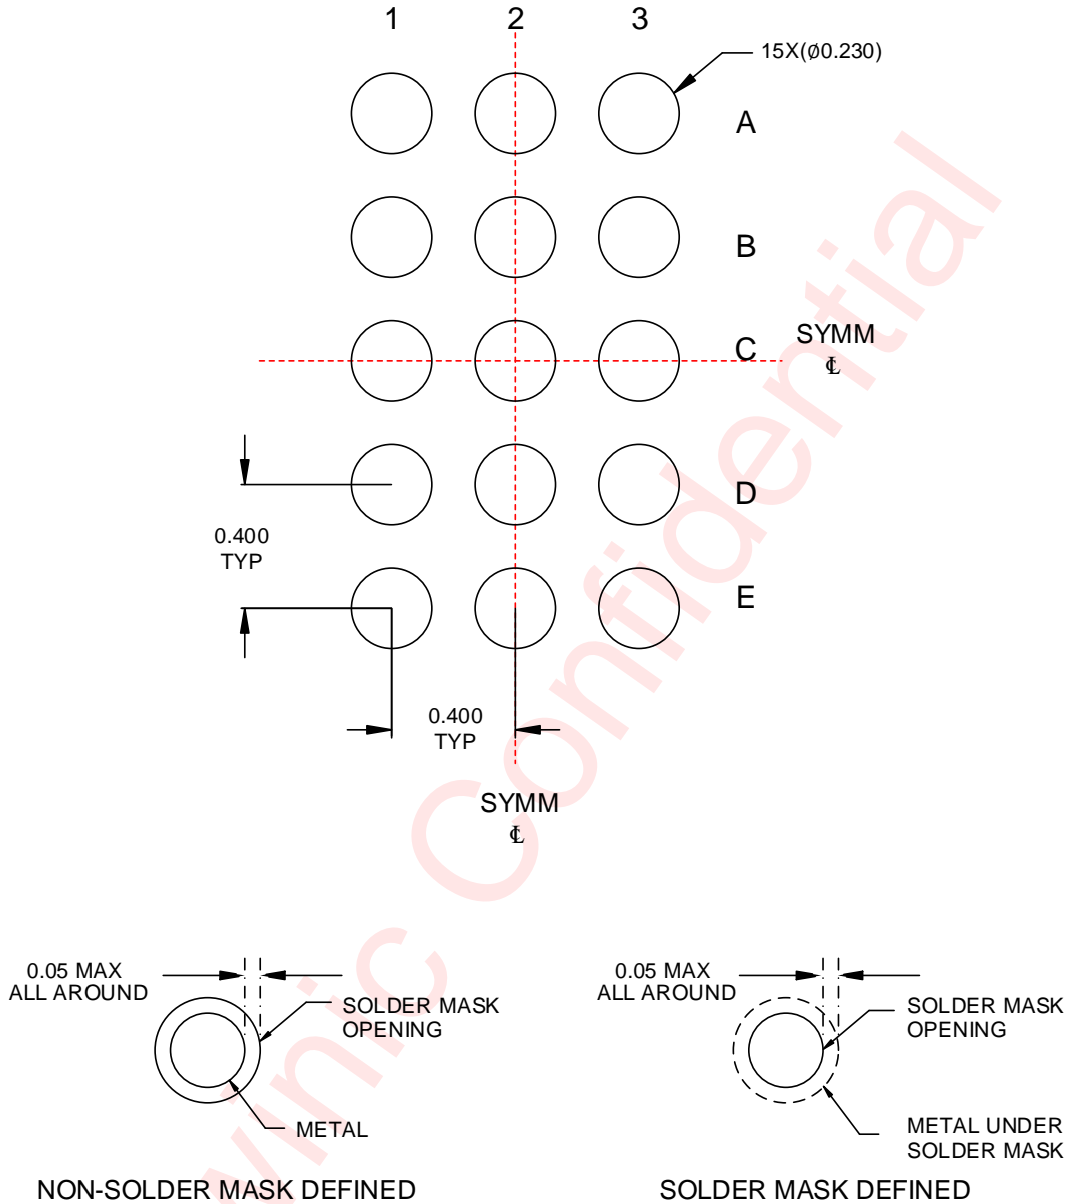 1 2 3
15X(Ø0.230)
A
B
C
SYMM
℄
D
0.400
TYP
E
0.400
TYP
SYMM
℄
0.05 MAX
ALL AROUND
SOLDER MASK
OPENING
METAL
NON-SOLDER MASK DEFINED
0.05 MAX
ALL AROUND
SOLDER MASK
OPENING
METAL UNDER
SOLDER MASK
SOLDER MASK DEFINED
winic Confidential